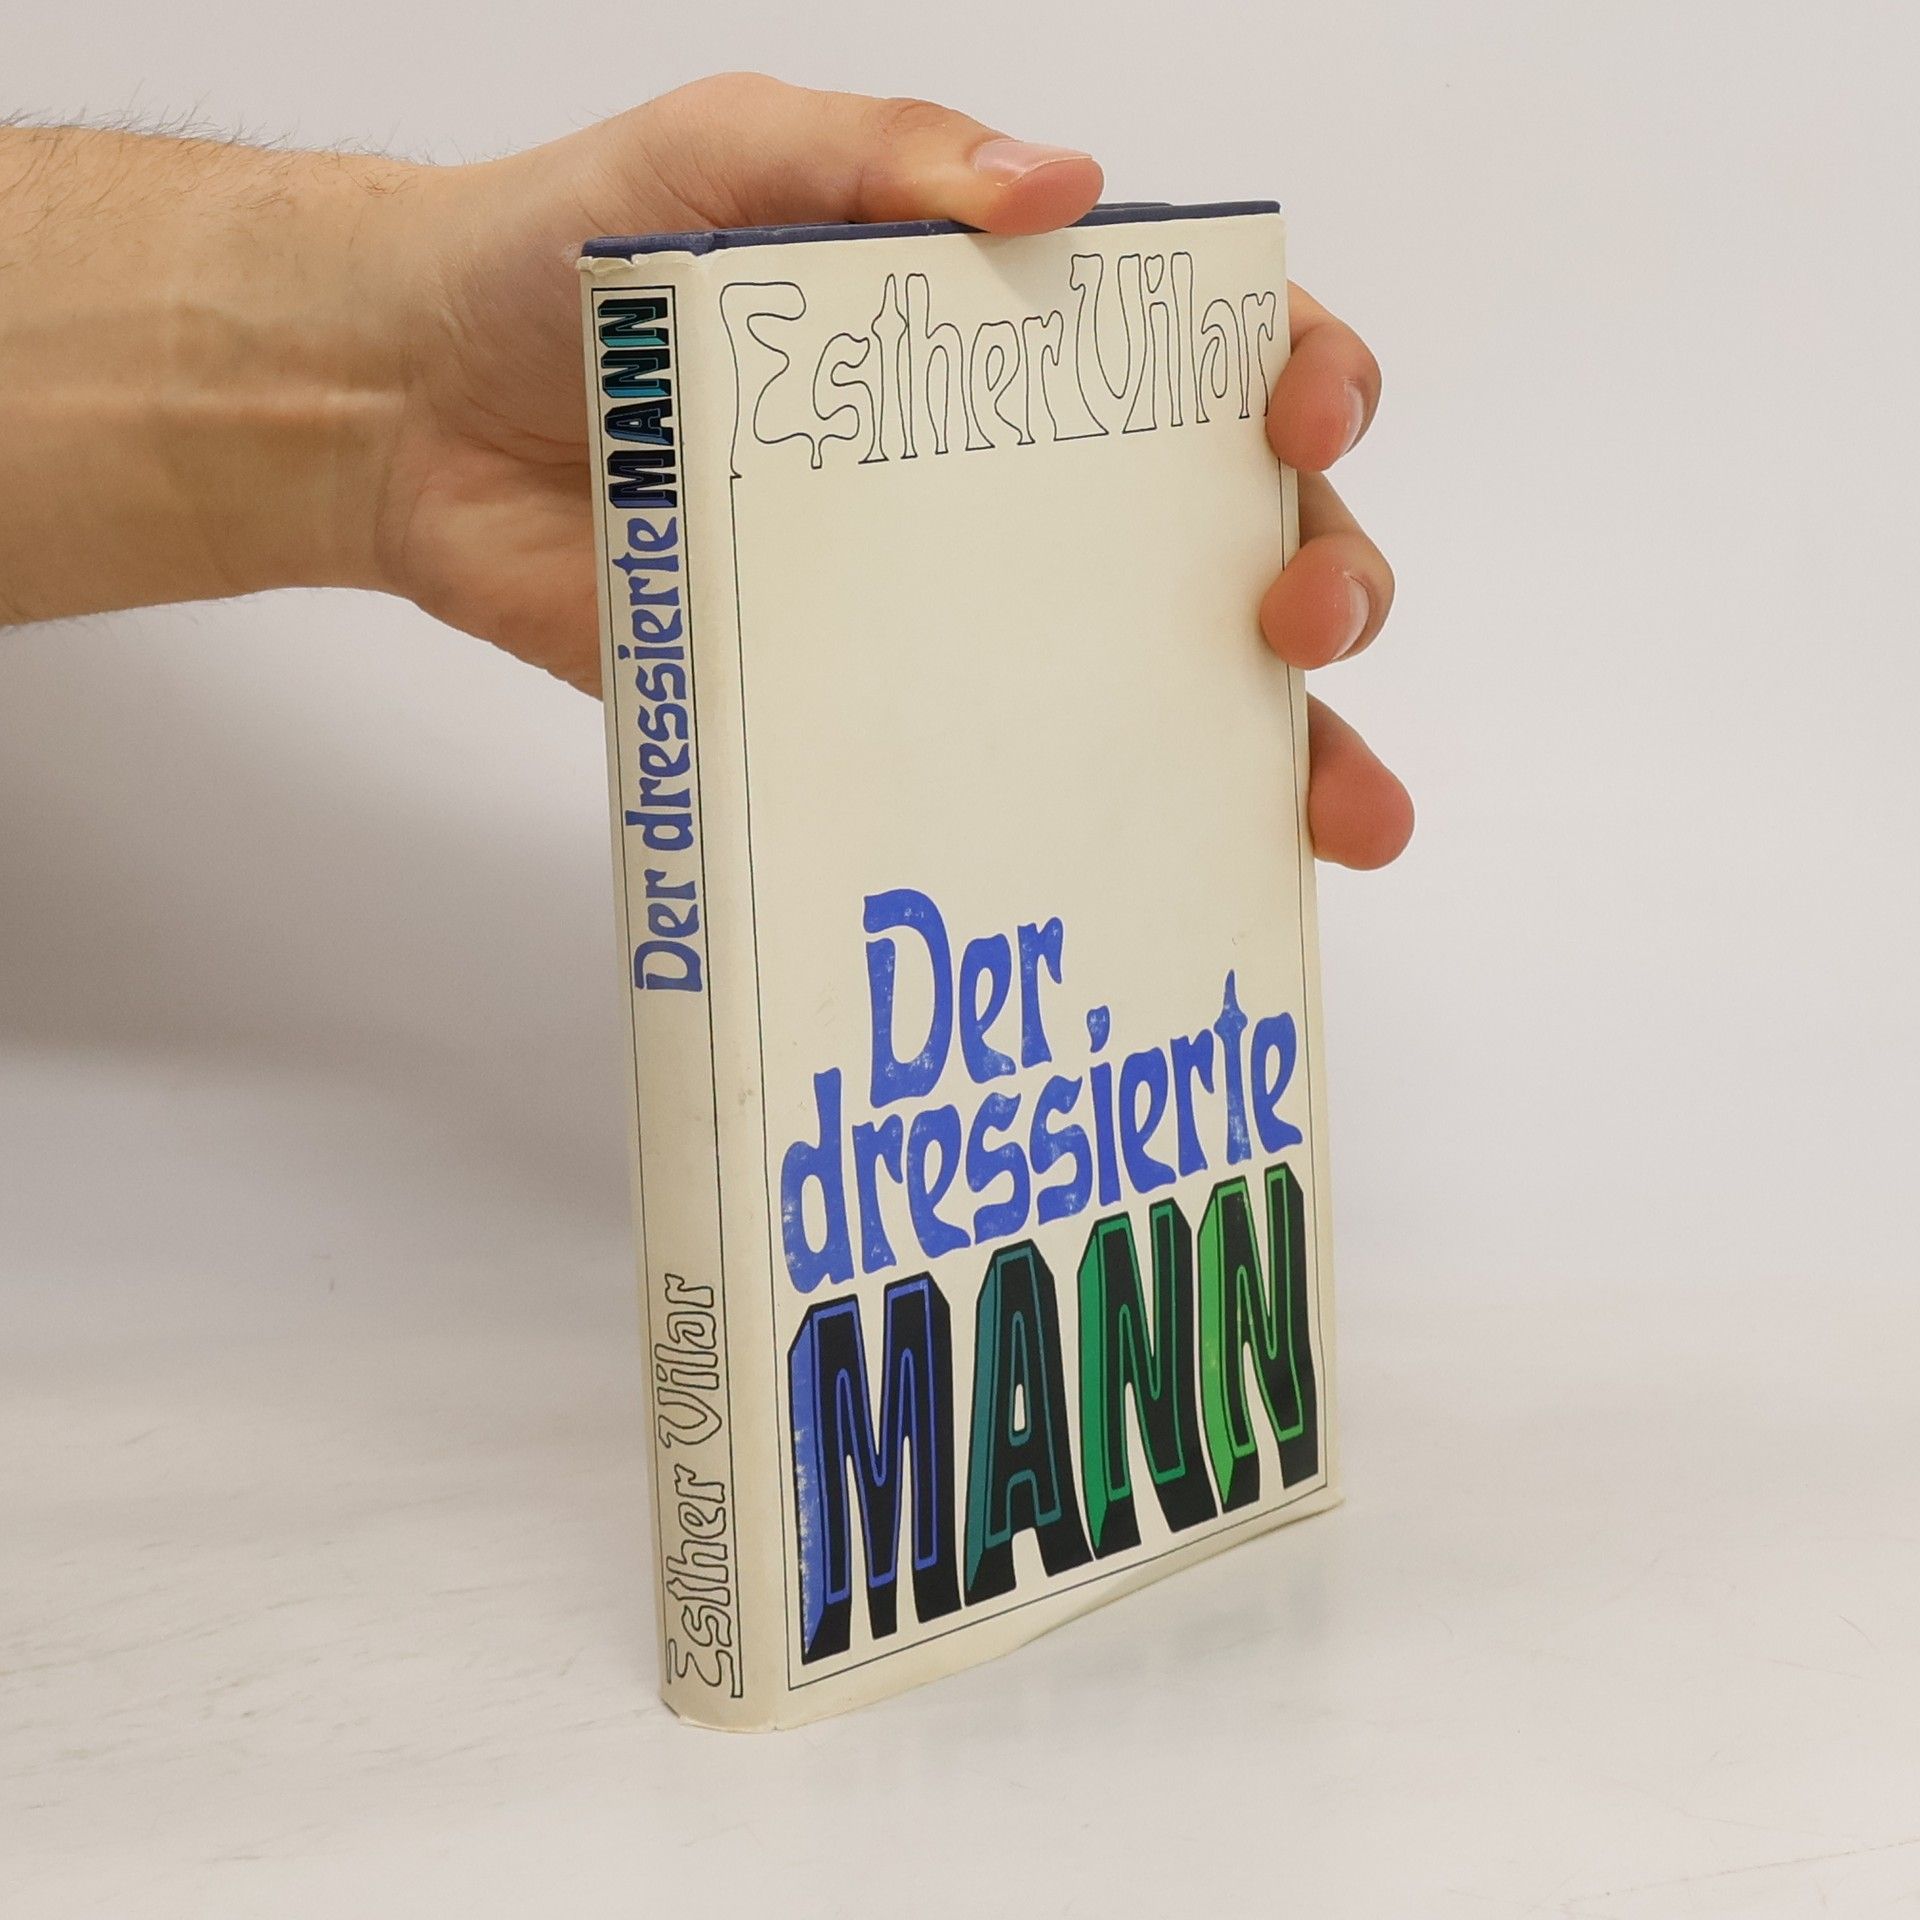 Esther Vilar
Der
dressierte
MANN
Der dressierte MANN
Esther Vilar